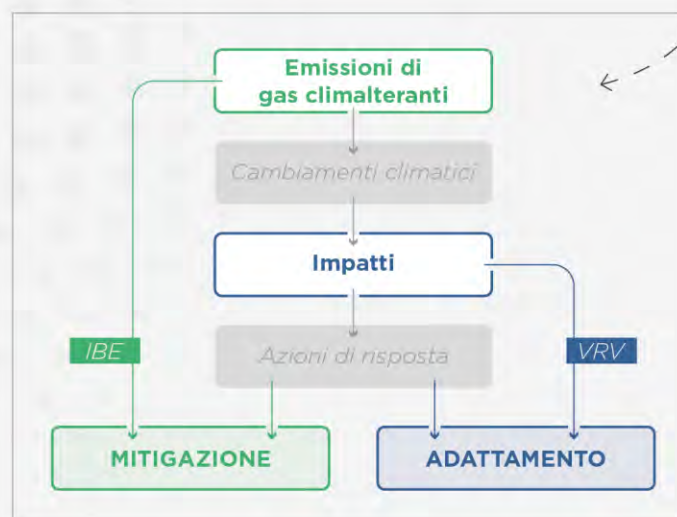 Emissioni di
gas climalteranti
Cambiamenti climatici
Impatti
IBE
Azioni di risposta
VRV
MITIGAZIONE
ADATTAMENTO